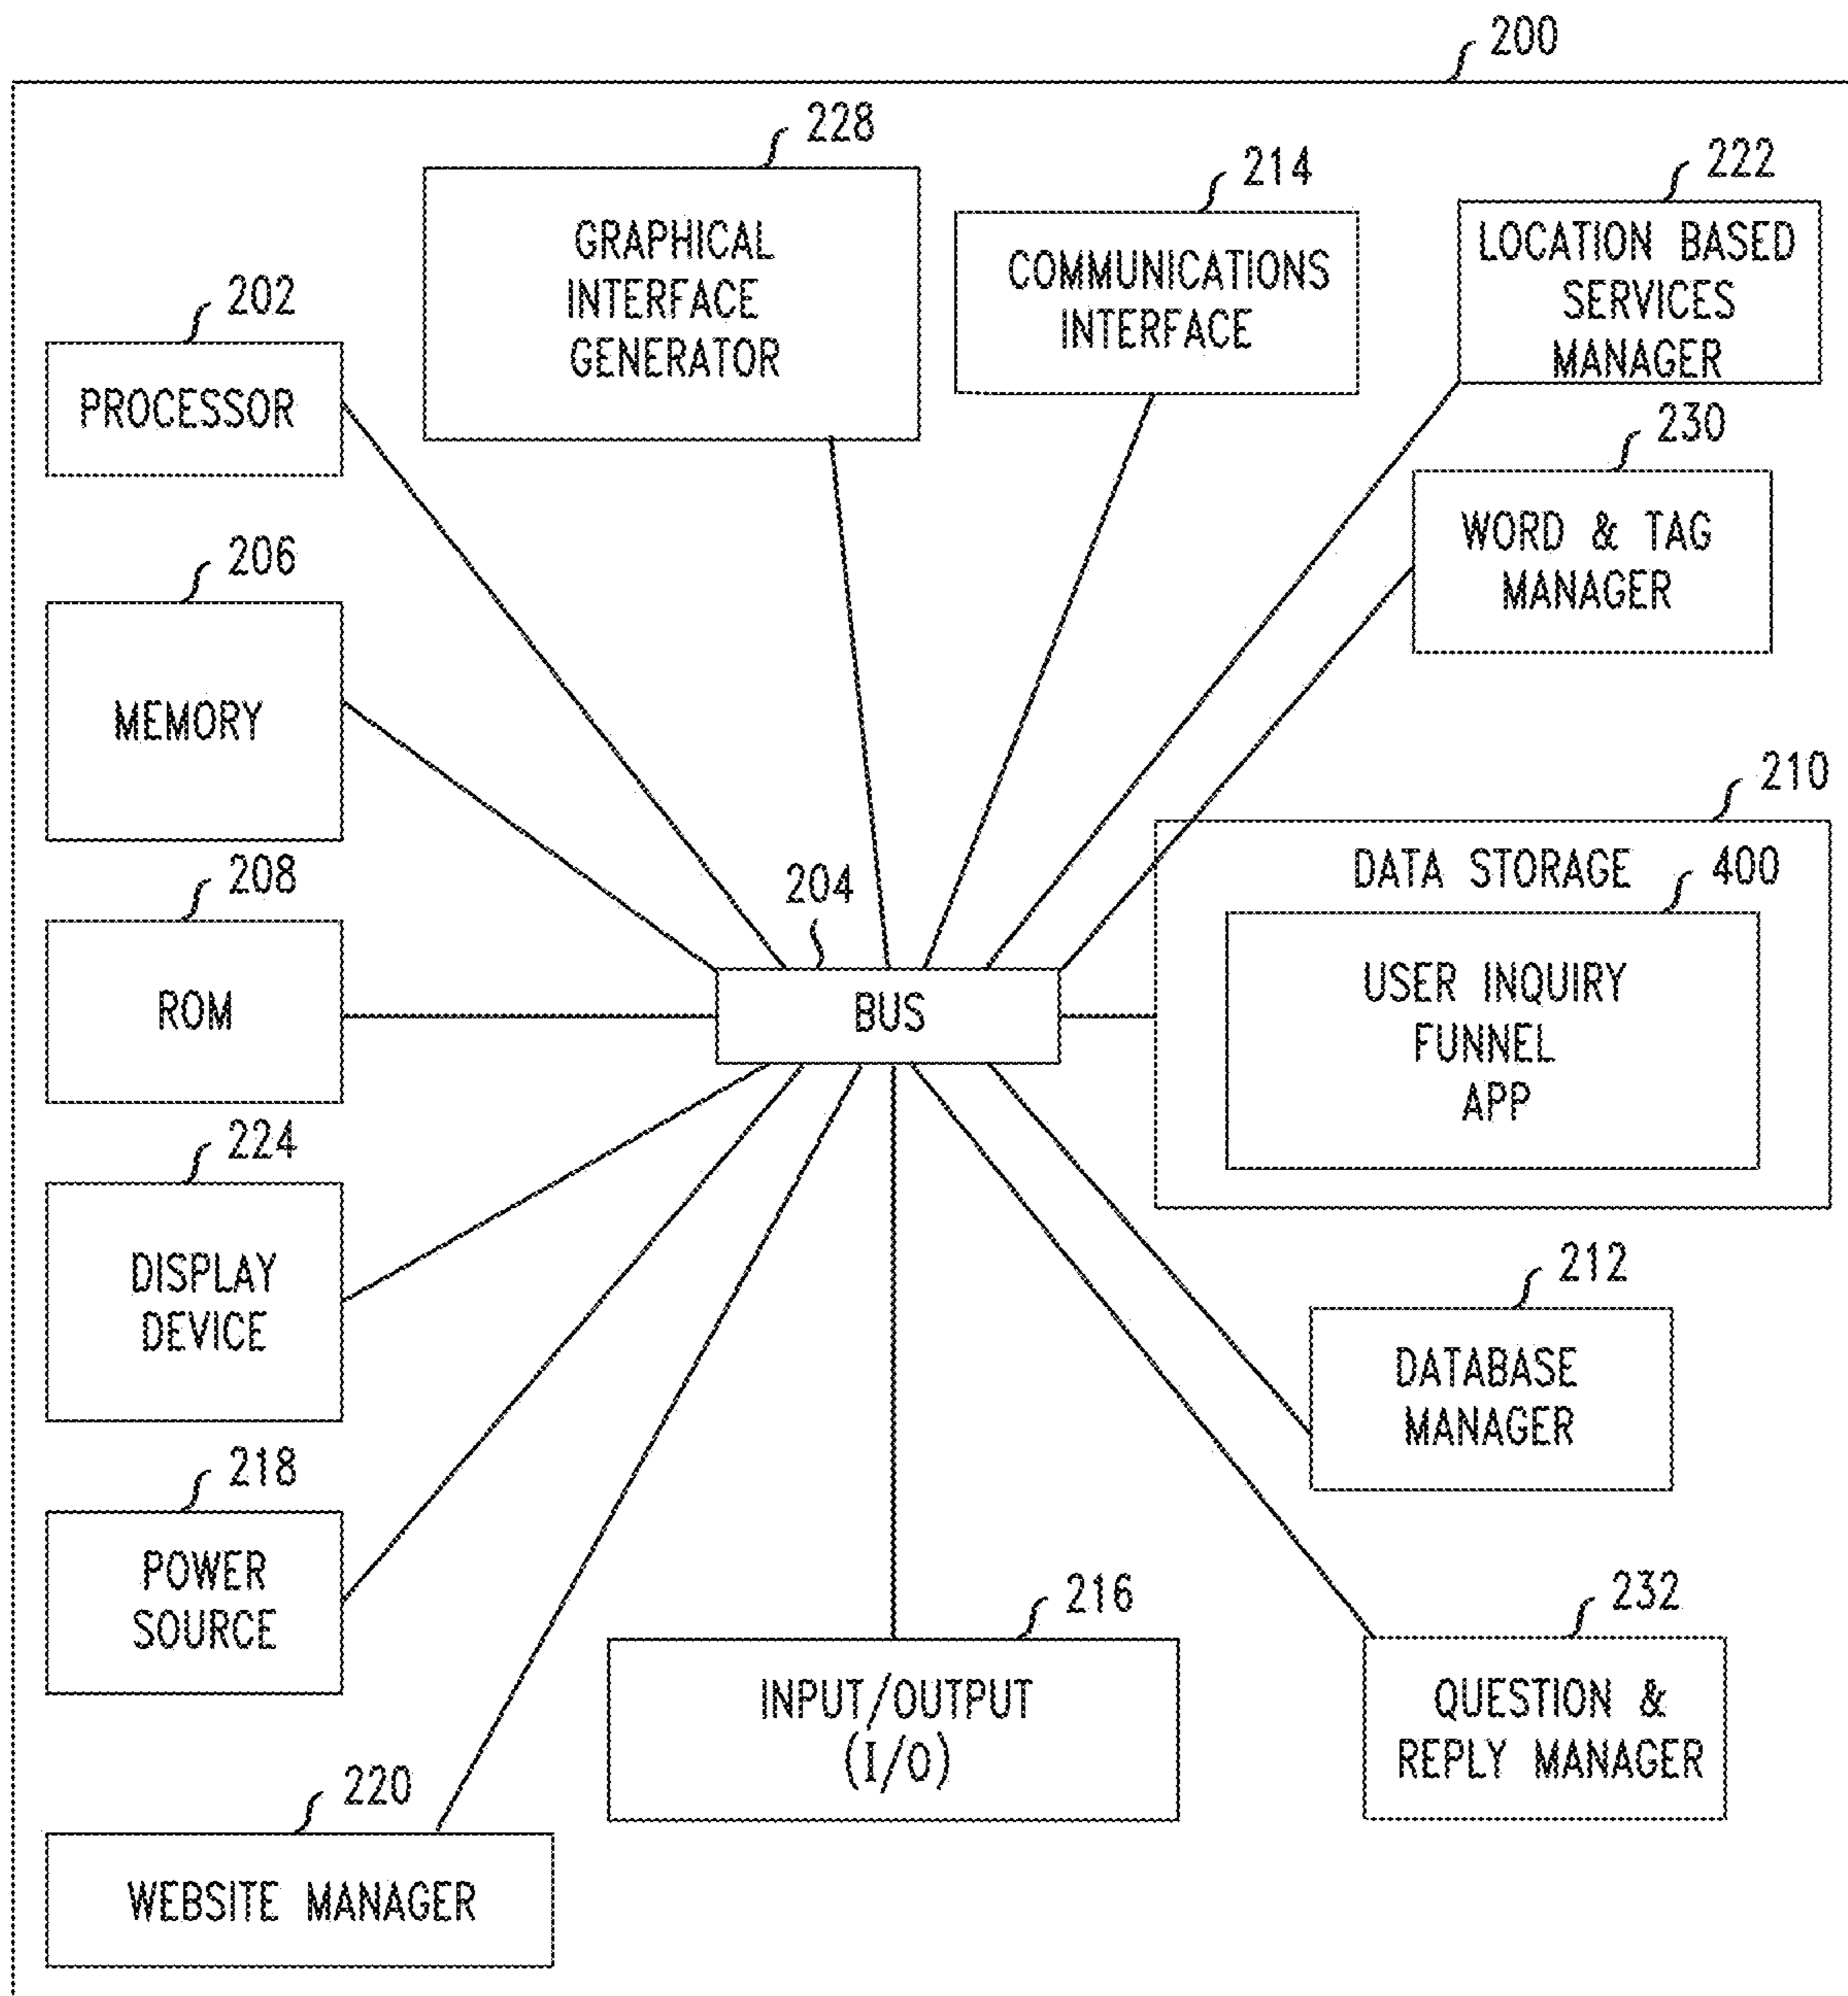 200
228
GRAPHICAL
INTERFACE
GENERATOR
214
COMMUNICATIONS
INTERFACE
222
LOCATION BASED
SERVICES
MANAGER
202
PROCESSOR
230
WORD & TAG
MANAGER
206
MEMORY
210
DATA STORAGE
400
USER INQUIRY
FUNNEL
APP
208
ROM
204
BUS
224
DISPLAY
DEVICE
212
DATABASE
MANAGER
218
POWER
SOURCE
216
INPUT/OUTPUT
(I/O)
232
QUESTION &
REPLY MANAGER
220
WEBSITE MANAGER